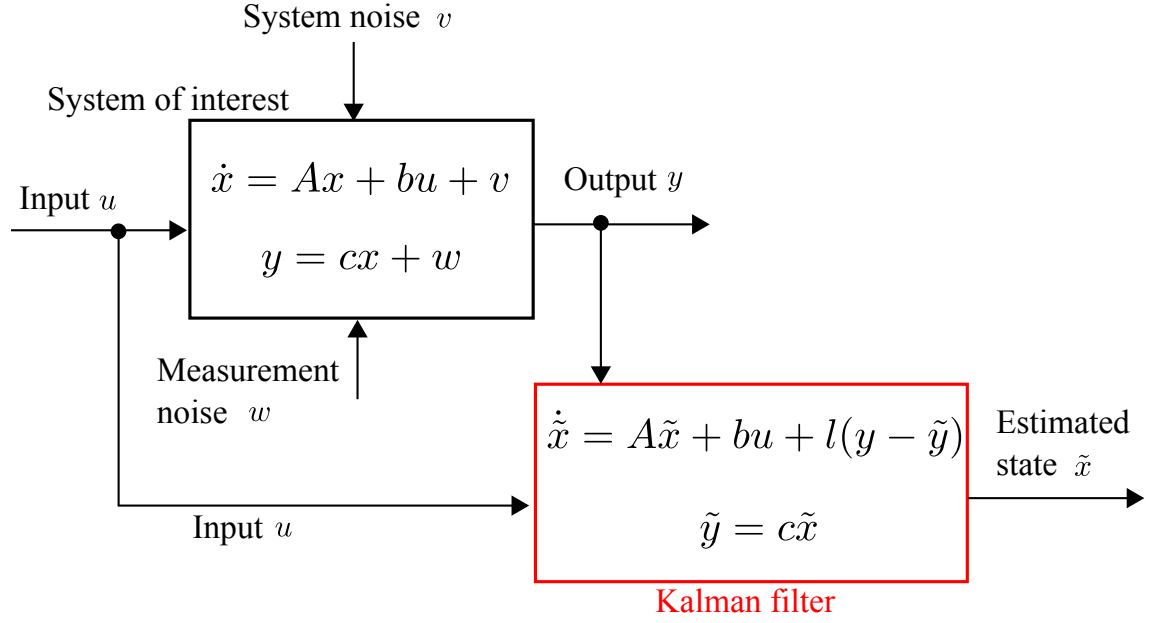 System noise v
System of interest
ẋ = Ax + bu + v
y = cx + w
Input u
Output y
Measurement
noise w
x̃̇ = Ax̃ + bu + l(y − ỹ)
ỹ = cx̃
Estimated
state x̃
Input u
Kalman filter